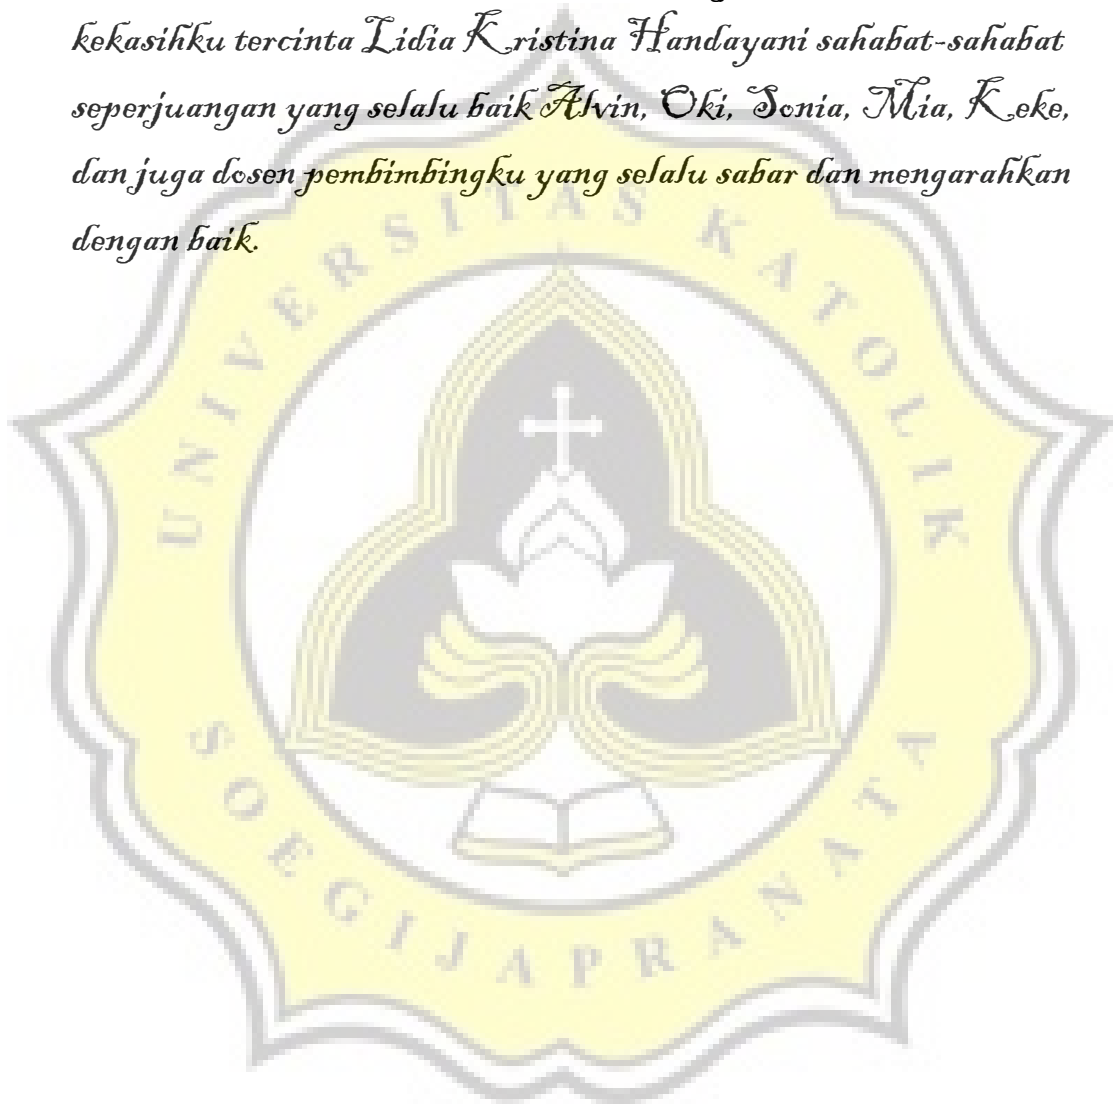 kekasihku tercinta Lidia Kristina Handayani sahabat-sahabat
seperjuangan yang selalu baik Alvin, Oki, Sonia, Mia, Keke,
dan juga dosen pembimbingku yang selalu sabar dan mengarahkan
dengan baik.
UNIVERSITAS KATOLIK
SOEGIJAPRANATA